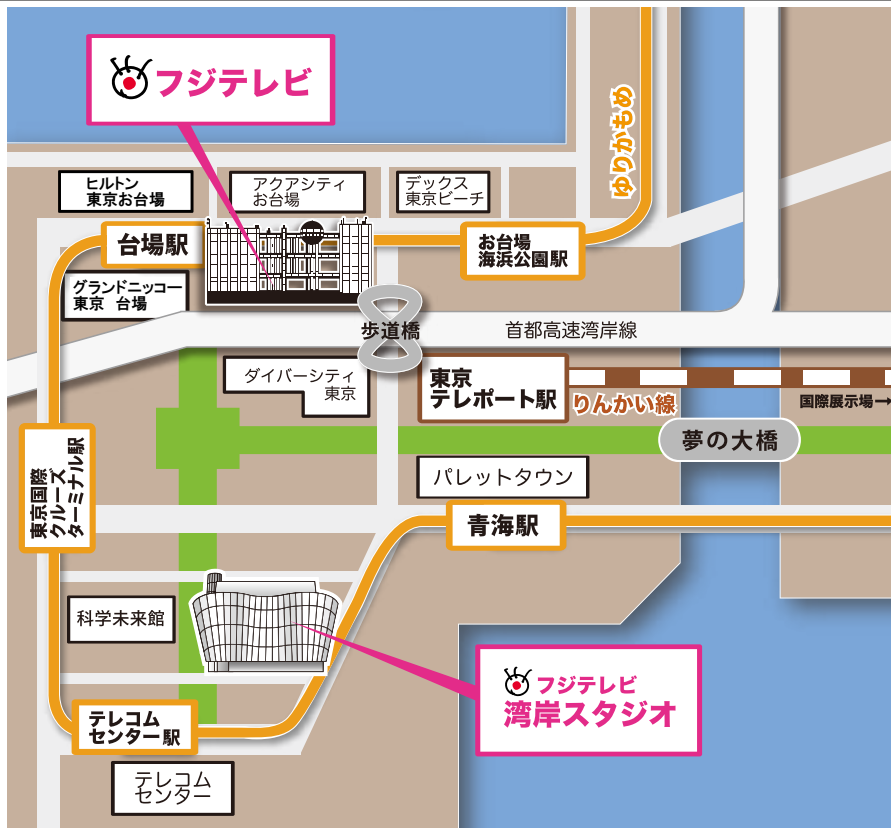 フジテレビ
ゆりかもめ
ヒルトン
東京お台場
アクアシティ
お台場
デックス
東京ビーチ
台場駅
お台場
海浜公園駅
グランドニッコー
東京 台場
歩道橋
首都高速湾岸線
ダイバーシティ
東京
東京
テレポート駅
りんかい線
国際展示場→
夢の大橋
東京国際
クルーズ
ターミナル駅
パレットタウン
青海駅
科学未来館
フジテレビ
湾岸スタジオ
テレコム
センター駅
テレコム
センター